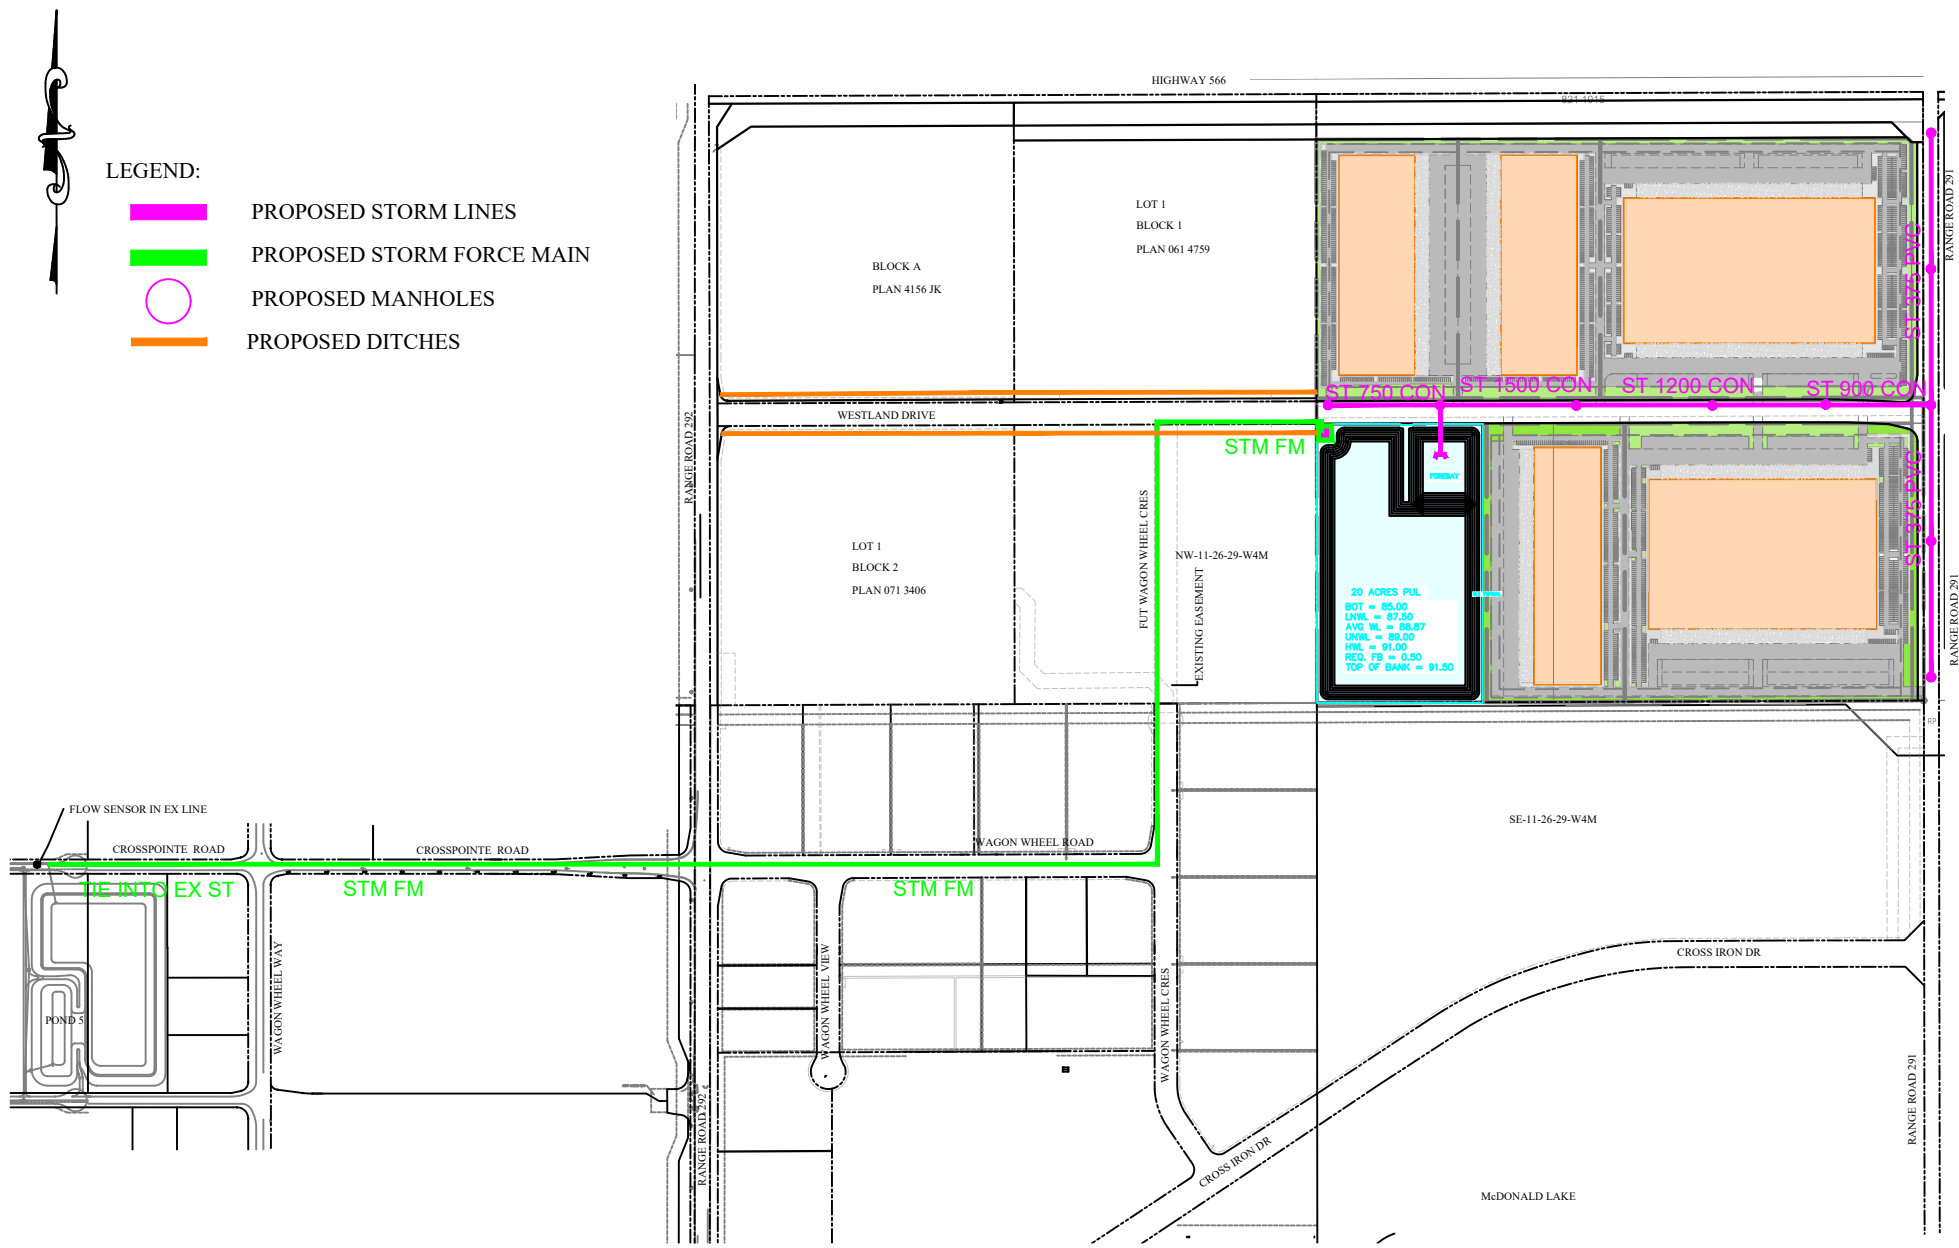 HIGHWAY 566
821 1015
LEGEND:
PROPOSED STORM LINES
PROPOSED STORM FORCE MAIN
PROPOSED MANHOLES
PROPOSED DITCHES
LOT 1
BLOCK 1
PLAN 061 4759
BLOCK A
PLAN 4156 JK
RANGE ROAD 291
ST 375 PVC
ST 750 CON
ST 1500 CON
ST 1200 CON
ST 900 CON
WESTLAND DRIVE
STM FM
RANGE ROAD 292
FOREBAY
FUT WAGON WHEEL CRES
NW-11-26-29-W4M
EXISTING EASEMENT
LOT 1
BLOCK 2
PLAN 071 3406
20 ACRES PUL
BOT = 85.00
LNWL = 87.50
AVG WL = 88.87
UNWL = 89.00
HWL = 91.00
REQ. FB = 0.50
TOP OF BANK = 91.50
ST 375 PVC
RANGE ROAD 291
RP
FLOW SENSOR IN EX LINE
CROSSPOINTE ROAD
CROSSPOINTE ROAD
WAGON WHEEL ROAD
SE-11-26-29-W4M
TIE INTO EX ST
STM FM
STM FM
WAGON WHEEL WAY
WAGON WHEEL VIEW
WAGON WHEEL CRES
CROSS IRON DR
POND 5
RANGE ROAD 292
CROSS IRON DR
RANGE ROAD 291
McDONALD LAKE